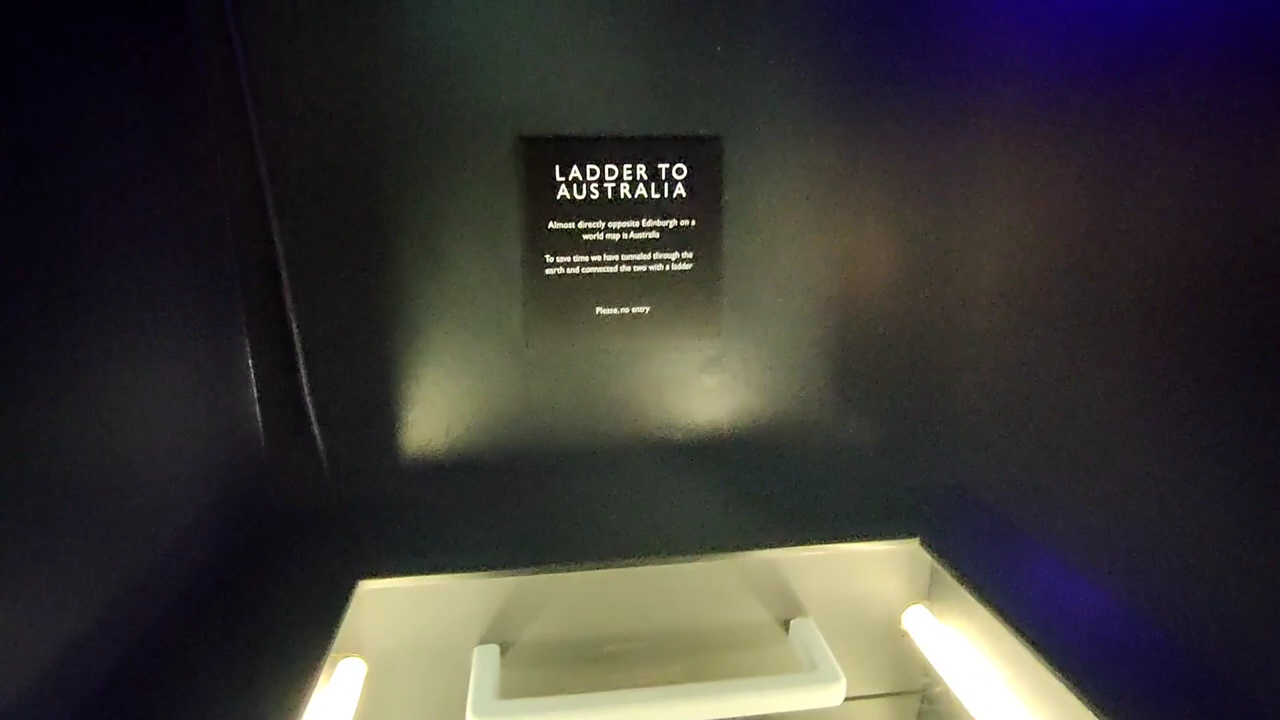 LADDER TO
AUSTRALIA
Almost directly opposite Edinburgh on a
world map is Australia
To save time we have tunneled through the
earth and connected the two with a ladder
Please, no entry